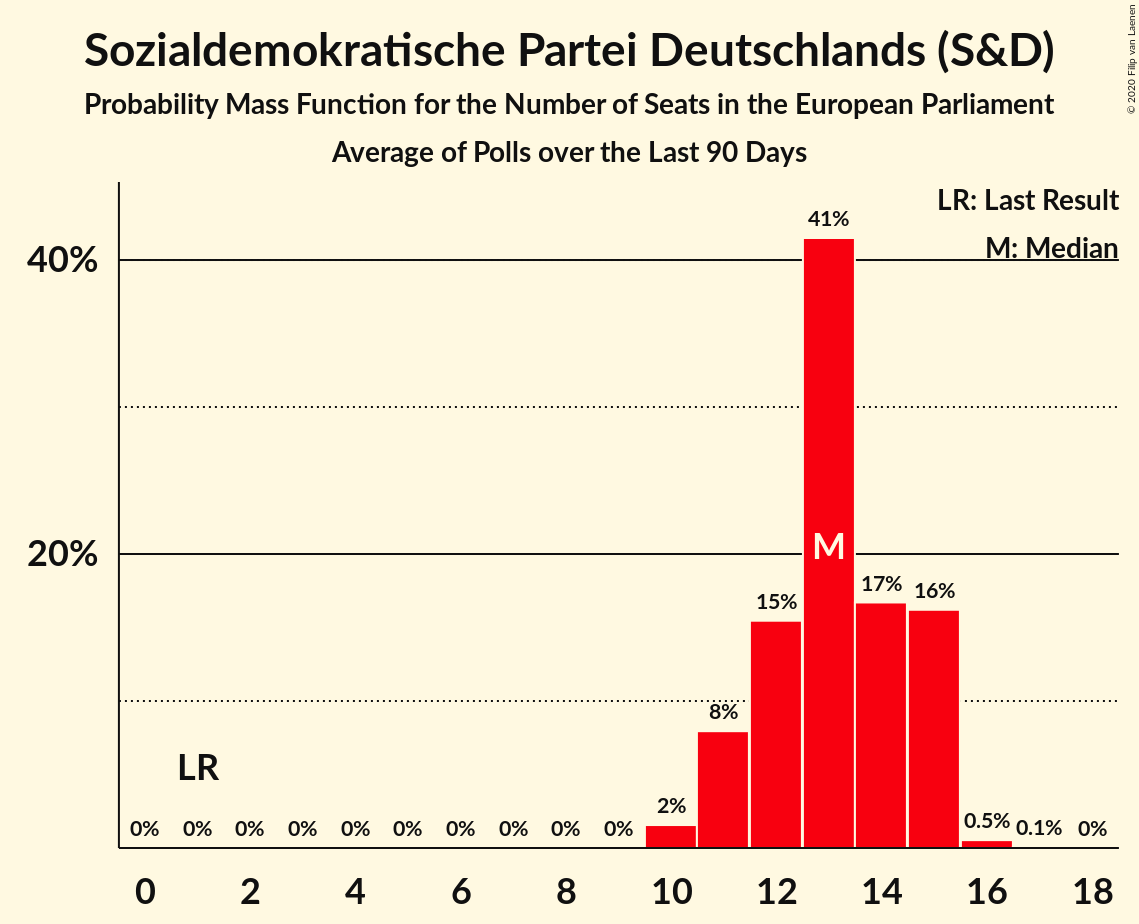 Sozialdemokratische Partei Deutschlands (S&D)
Probability Mass Function for the Number of Seats in the European Parliament
Average of Polls over the Last 90 Days
© 2020 Filip van Laenen
LR: Last Result
M: Median
41%
40%
20%
M
17%
16%
15%
8%
LR
2%
0% 0% 0% 0% 0% 0% 0% 0% 0% 0% 0.5% 0.1% 0%
0 2 4 6 8 10 12 14 16 18